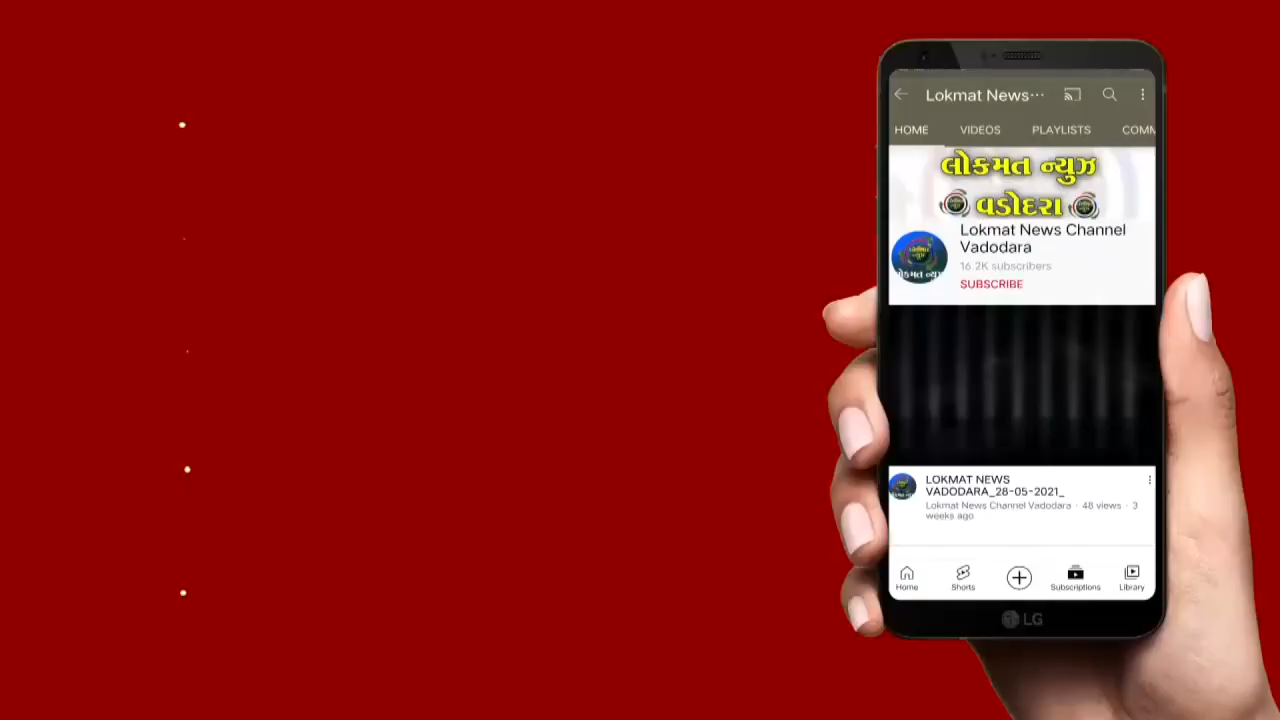 Lokmat News···
HOME VIDEOS PLAYLISTS COMM
લોકમત ન્યુઝ
વડોદરા
Lokmat News Channel
Vadodara
16.2K subscribers
SUBSCRIBE
LOKMAT NEWS
VADODARA_28-05-2021_
Lokmat News Channel Vadodara · 48 views · 3
weeks ago
Home Shorts Subscriptions Library
LG